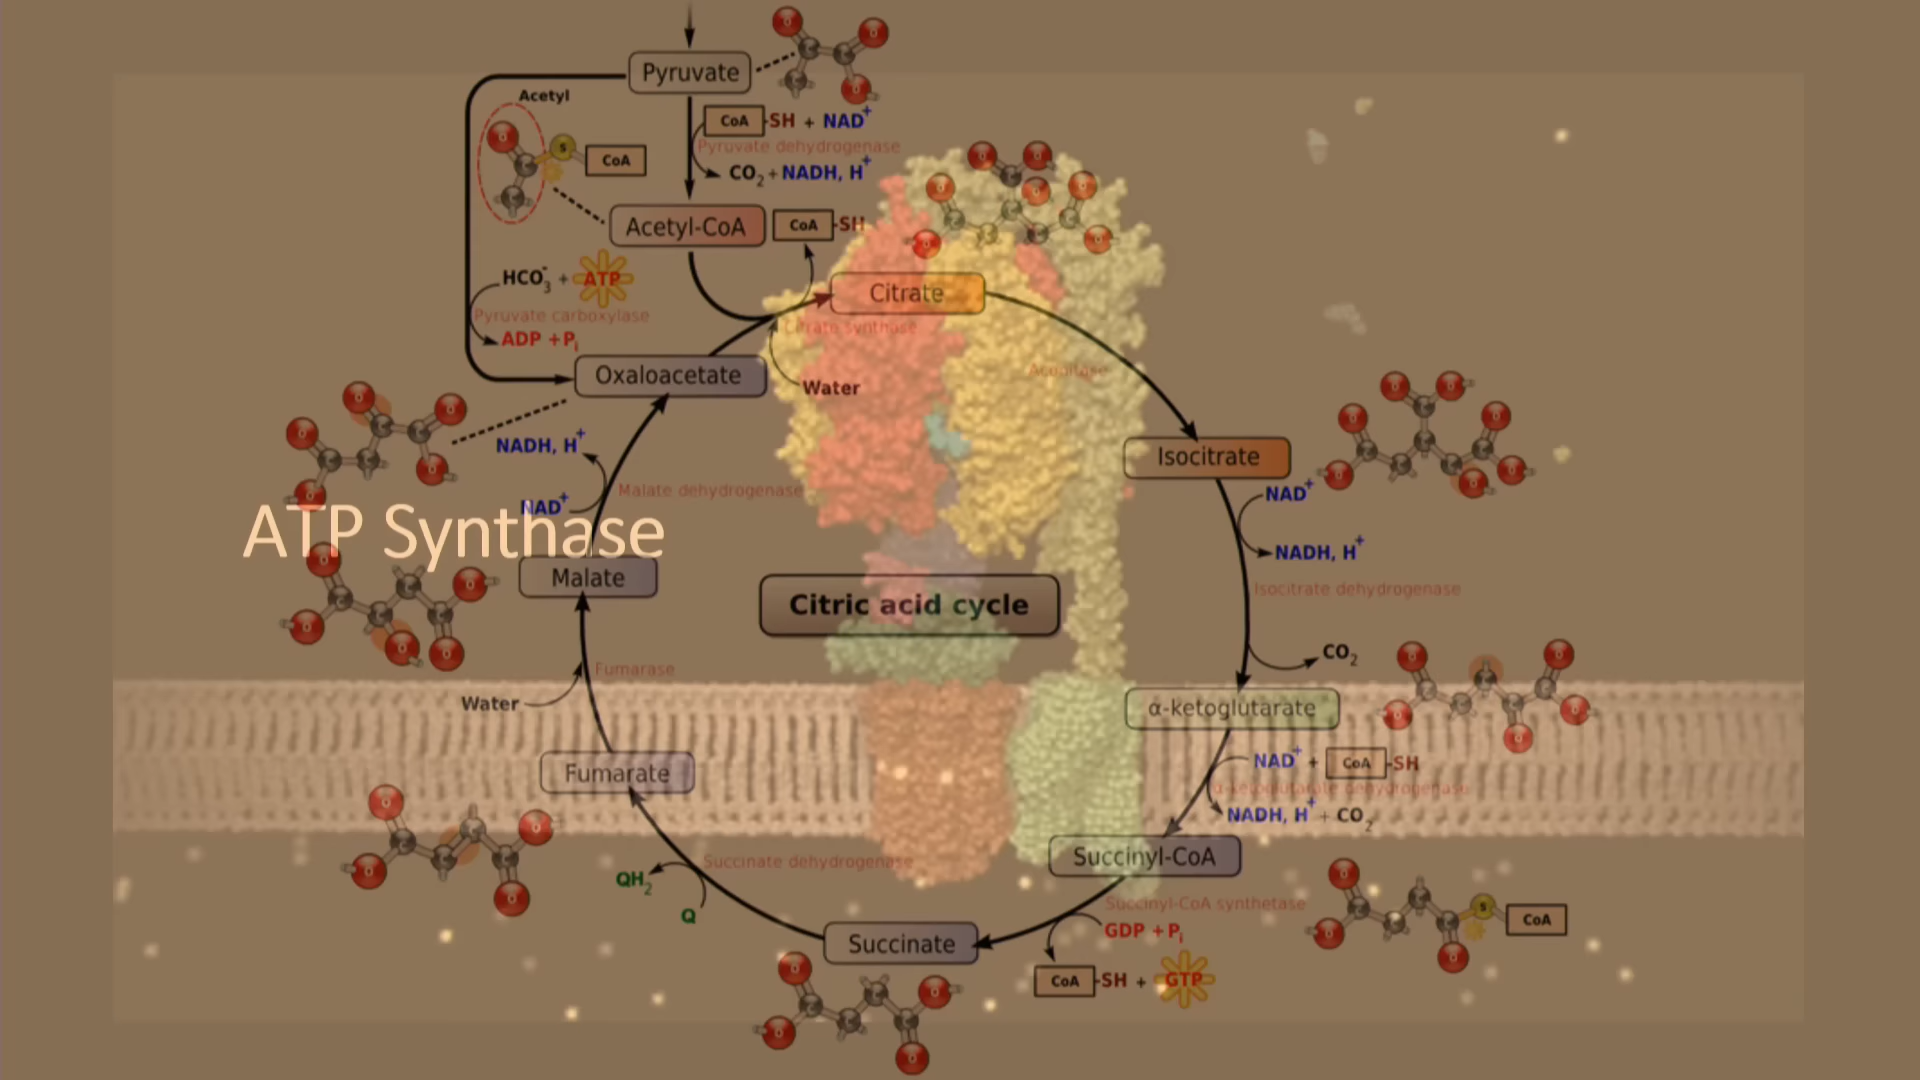 Pyruvate
Acetyl
CoA-SH + NAD+
Pyruvate dehydrogenase
S CoA
CO2 + NADH, H+
Acetyl-CoA
CoA-SH
HCO3- + ATP
Citrate
Pyruvate carboxylase
Citrate synthase
ADP + Pi
Oxaloacetate
Water
Aconitase
NADH, H+
Isocitrate
Malate dehydrogenase
NAD+
NAD+
ATP Synthase
NADH, H+
Malate
Isocitrate dehydrogenase
Citric acid cycle
CO2
Fumarase
Water
α-ketoglutarate
Fumarate
NAD+ + CoA-SH
α-ketoglutarate dehydrogenase
NADH, H+ + CO2
Succinyl-CoA
Succinate dehydrogenase
QH2
Q
Succinyl-CoA synthetase
GDP + Pi
S CoA
Succinate
CoA-SH + GTP